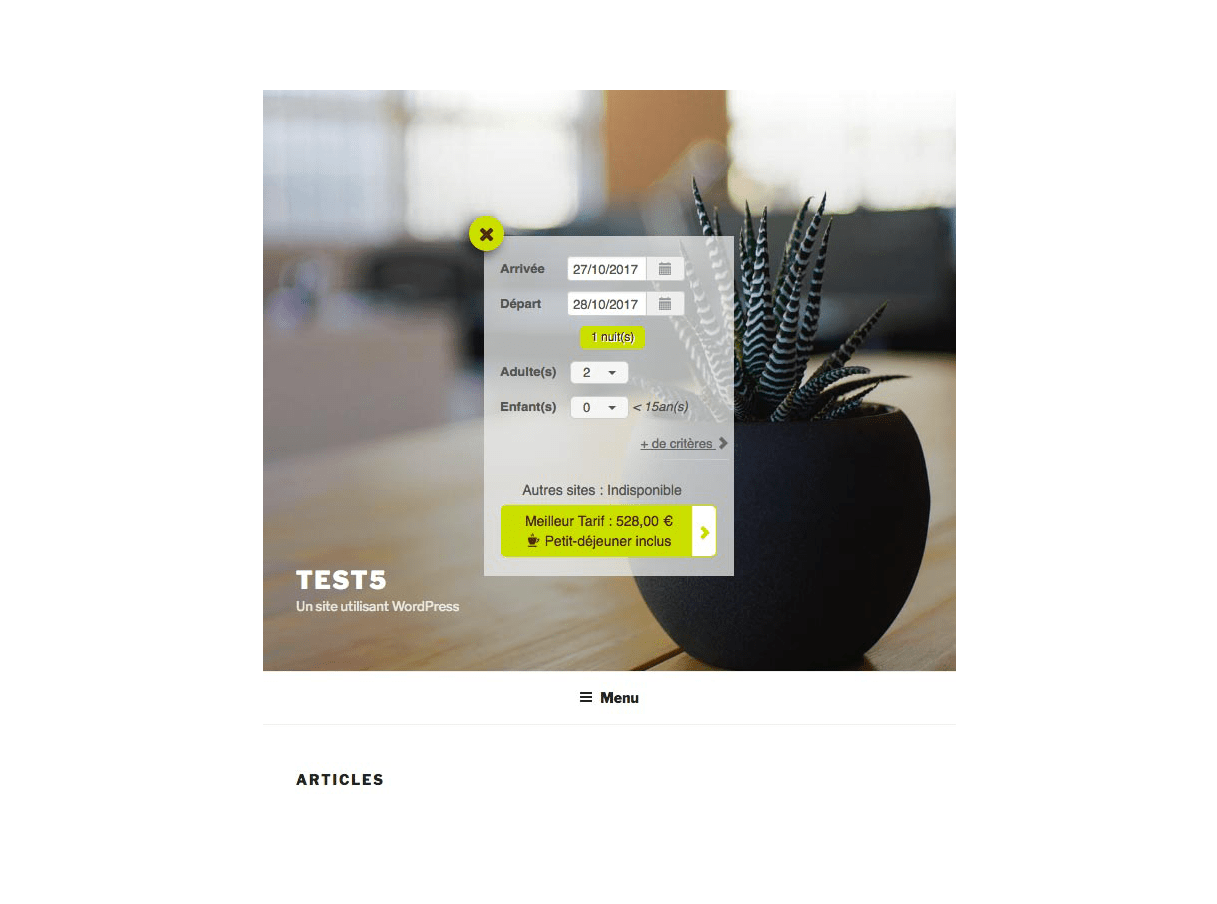 Arrivée 27/10/2017
Départ 28/10/2017
1 nuit(s)
Adulte(s) 2
Enfant(s) 0 < 15an(s)
+ de critères
Autres sites : Indisponible
Meilleur Tarif : 528,00 €
Petit-déjeuner inclus
TEST5
Un site utilisant WordPress
Menu
ARTICLES